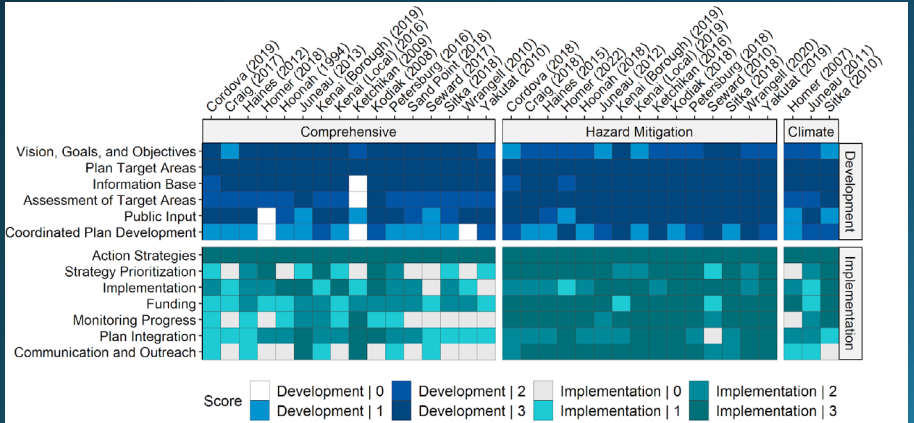 Cordova (2019)
Craig (2017)
Haines (2012)
Homer (2018)
Hoonah (1994)
Juneau (2013)
Kenai (Borough) (2019)
Kenai (Local) (2016)
Ketchikan (2009)
Kodiak (2008)
Petersburg (2016)
Sand Point (2018)
Seward (2017)
Sitka (2018)
Wrangell (2010)
Yakutat (2010)
Cordova (2018)
Craig (2018)
Haines (2015)
Homer (2022)
Hoonah (2018)
Juneau (2012)
Kenai (Borough) (2019)
Kenai (Local) (2019)
Ketchikan (2016)
Kodiak (2018)
Petersburg (2018)
Seward (2010)
Sitka (2018)
Wrangell (2020)
Yakutat (2019)
Homer (2007)
Juneau (2011)
Sitka (2010)
Comprehensive
Hazard Mitigation
Climate
Vision, Goals, and Objectives
Plan Target Areas
Information Base
Assessment of Target Areas
Public Input
Coordinated Plan Development
Development
Action Strategies
Strategy Prioritization
Implementation
Funding
Monitoring Progress
Plan Integration
Communication and Outreach
Implementation
Score
Development | 0
Development | 2
Implementation | 0
Implementation | 2
Development | 1
Development | 3
Implementation | 1
Implementation | 3